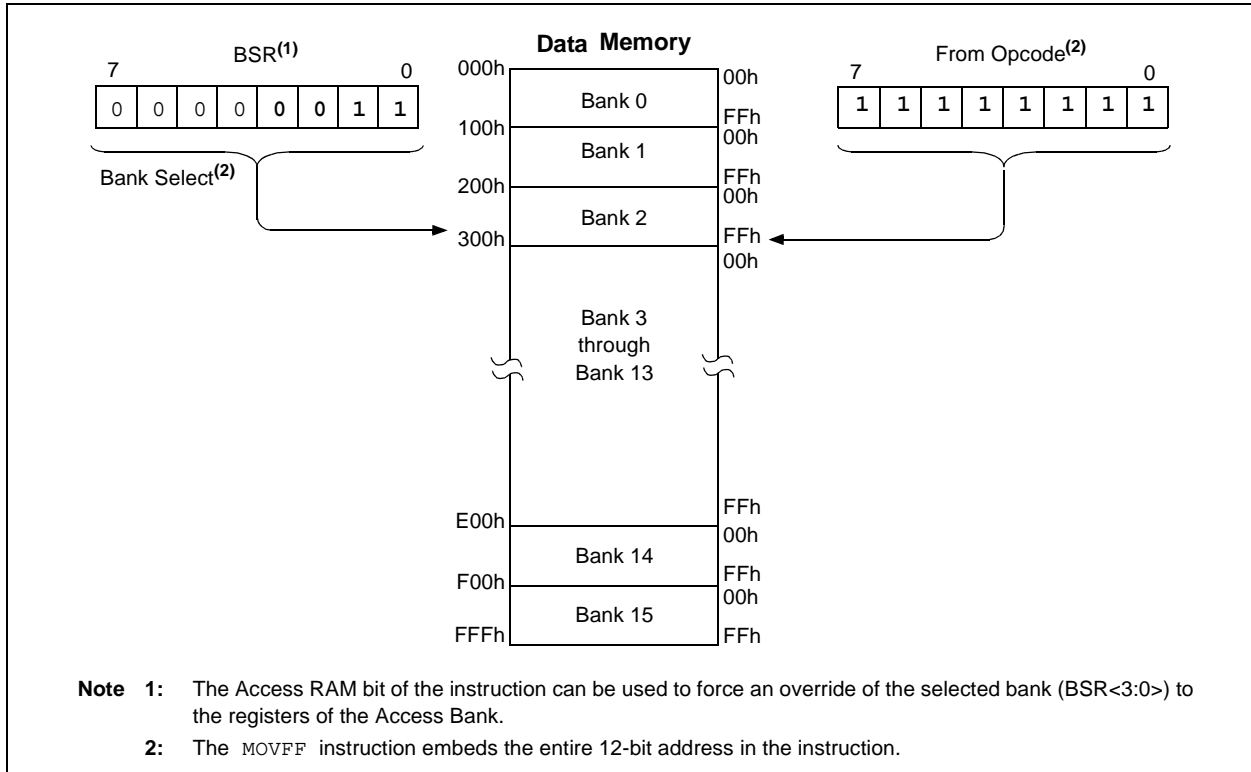 Data Memory
BSR(1)
7 0
0 0 0 0 0 0 1 1
Bank Select(2)
From Opcode(2)
7 0
1 1 1 1 1 1 1 1
000h
00h
Bank 0
FFh
100h
00h
Bank 1
FFh
200h
00h
Bank 2
FFh
300h
00h
Bank 3
through
Bank 13
FFh
E00h
00h
Bank 14
FFh
F00h
00h
Bank 15
FFFh
FFh
Note 1: The Access RAM bit of the instruction can be used to force an override of the selected bank (BSR<3:0>) to
the registers of the Access Bank.
2: The MOVFF instruction embeds the entire 12-bit address in the instruction.